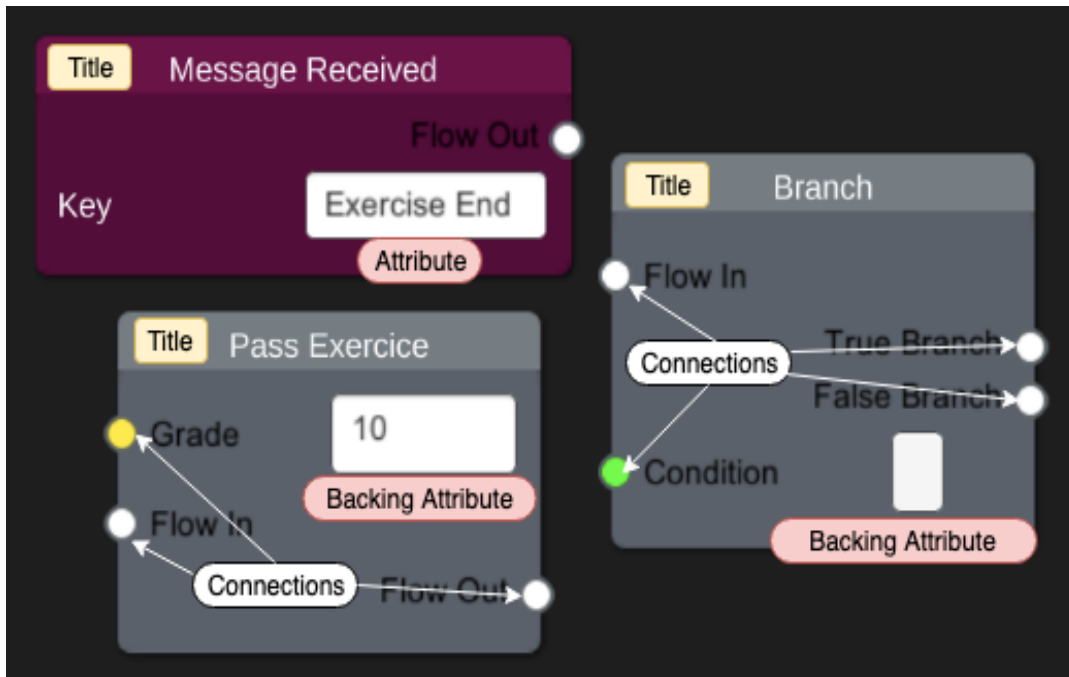 Title Message Received
Flow Out
Key Exercise End
Attribute
Title Pass Exercice
Grade 10
Backing Attribute
Flow In
Connections Flow Out
Title Branch
Flow In
True Branch
Connections
False Branch
Condition
Backing Attribute